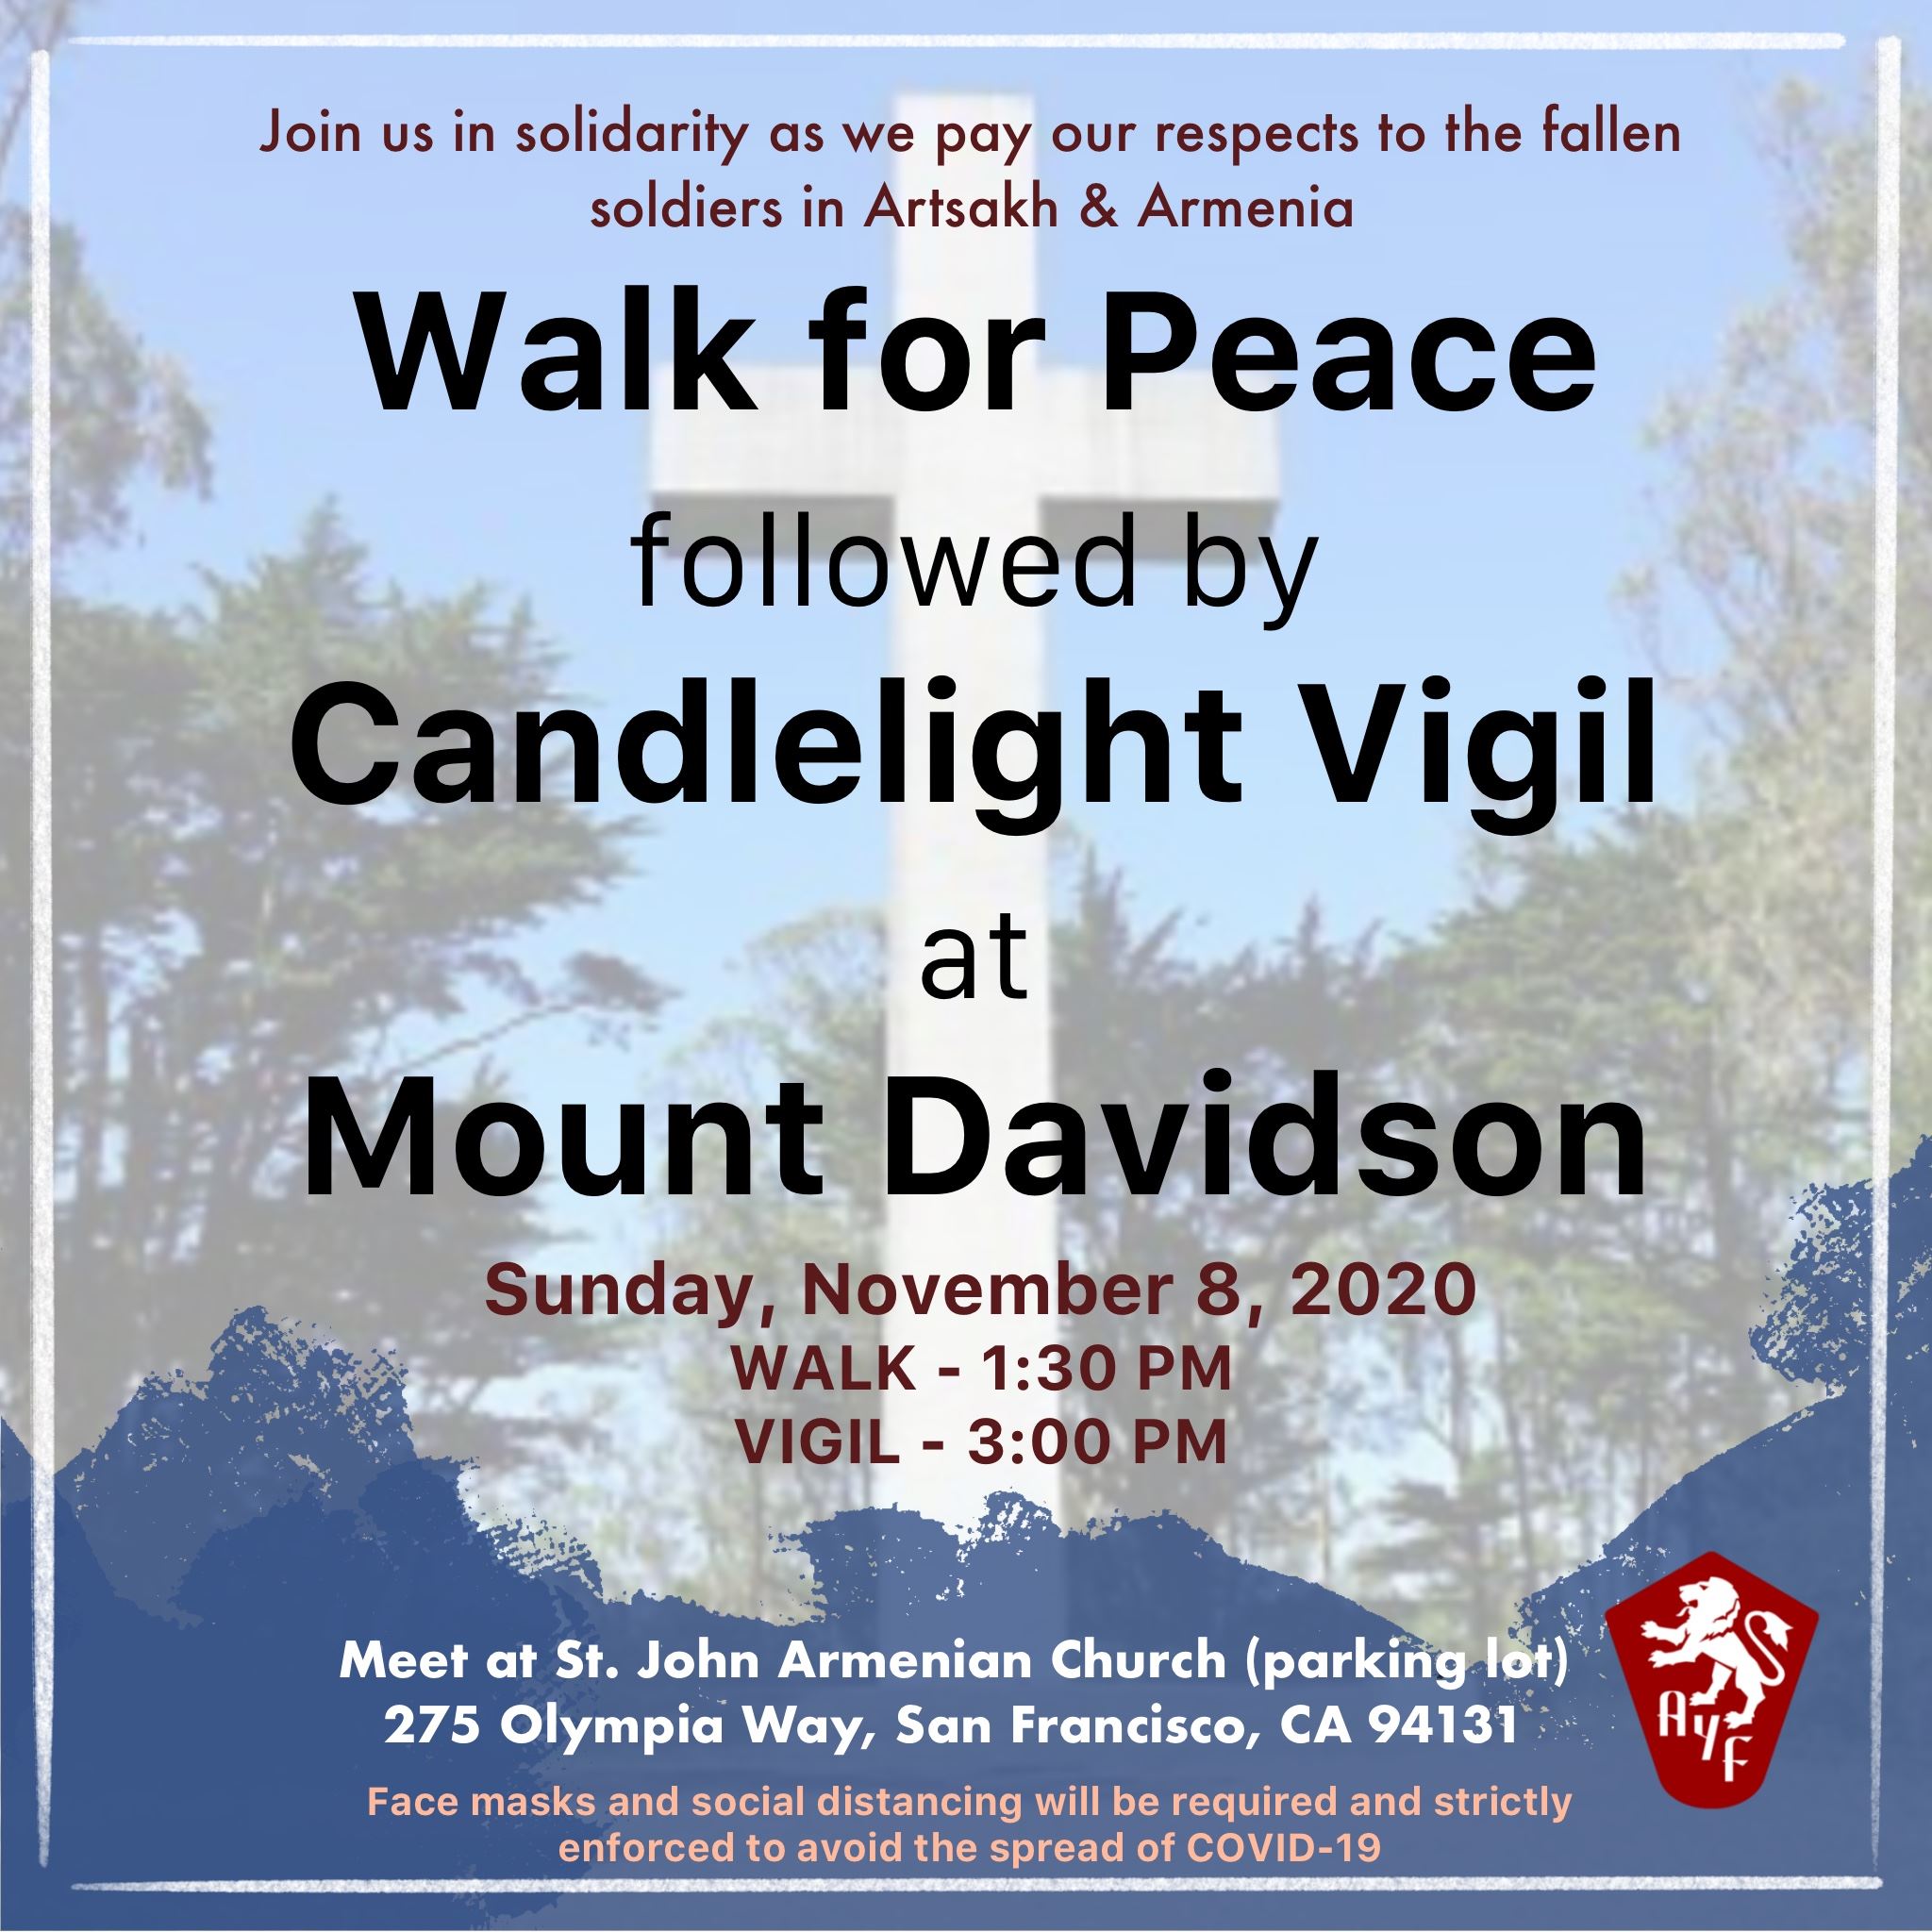 Join us in solidarity as we pay our respects to the fallen
soldiers in Artsakh & Armenia
Walk for Peace
followed by
Candlelight Vigil
at
Mount Davidson
Sunday, November 8, 2020
WALK - 1:30 PM
VIGIL - 3:00 PM
Meet at St. John Armenian Church (parking lot)
275 Olympia Way, San Francisco, CA 94131
AYF
Face masks and social distancing will be required and strictly
enforced to avoid the spread of COVID-19